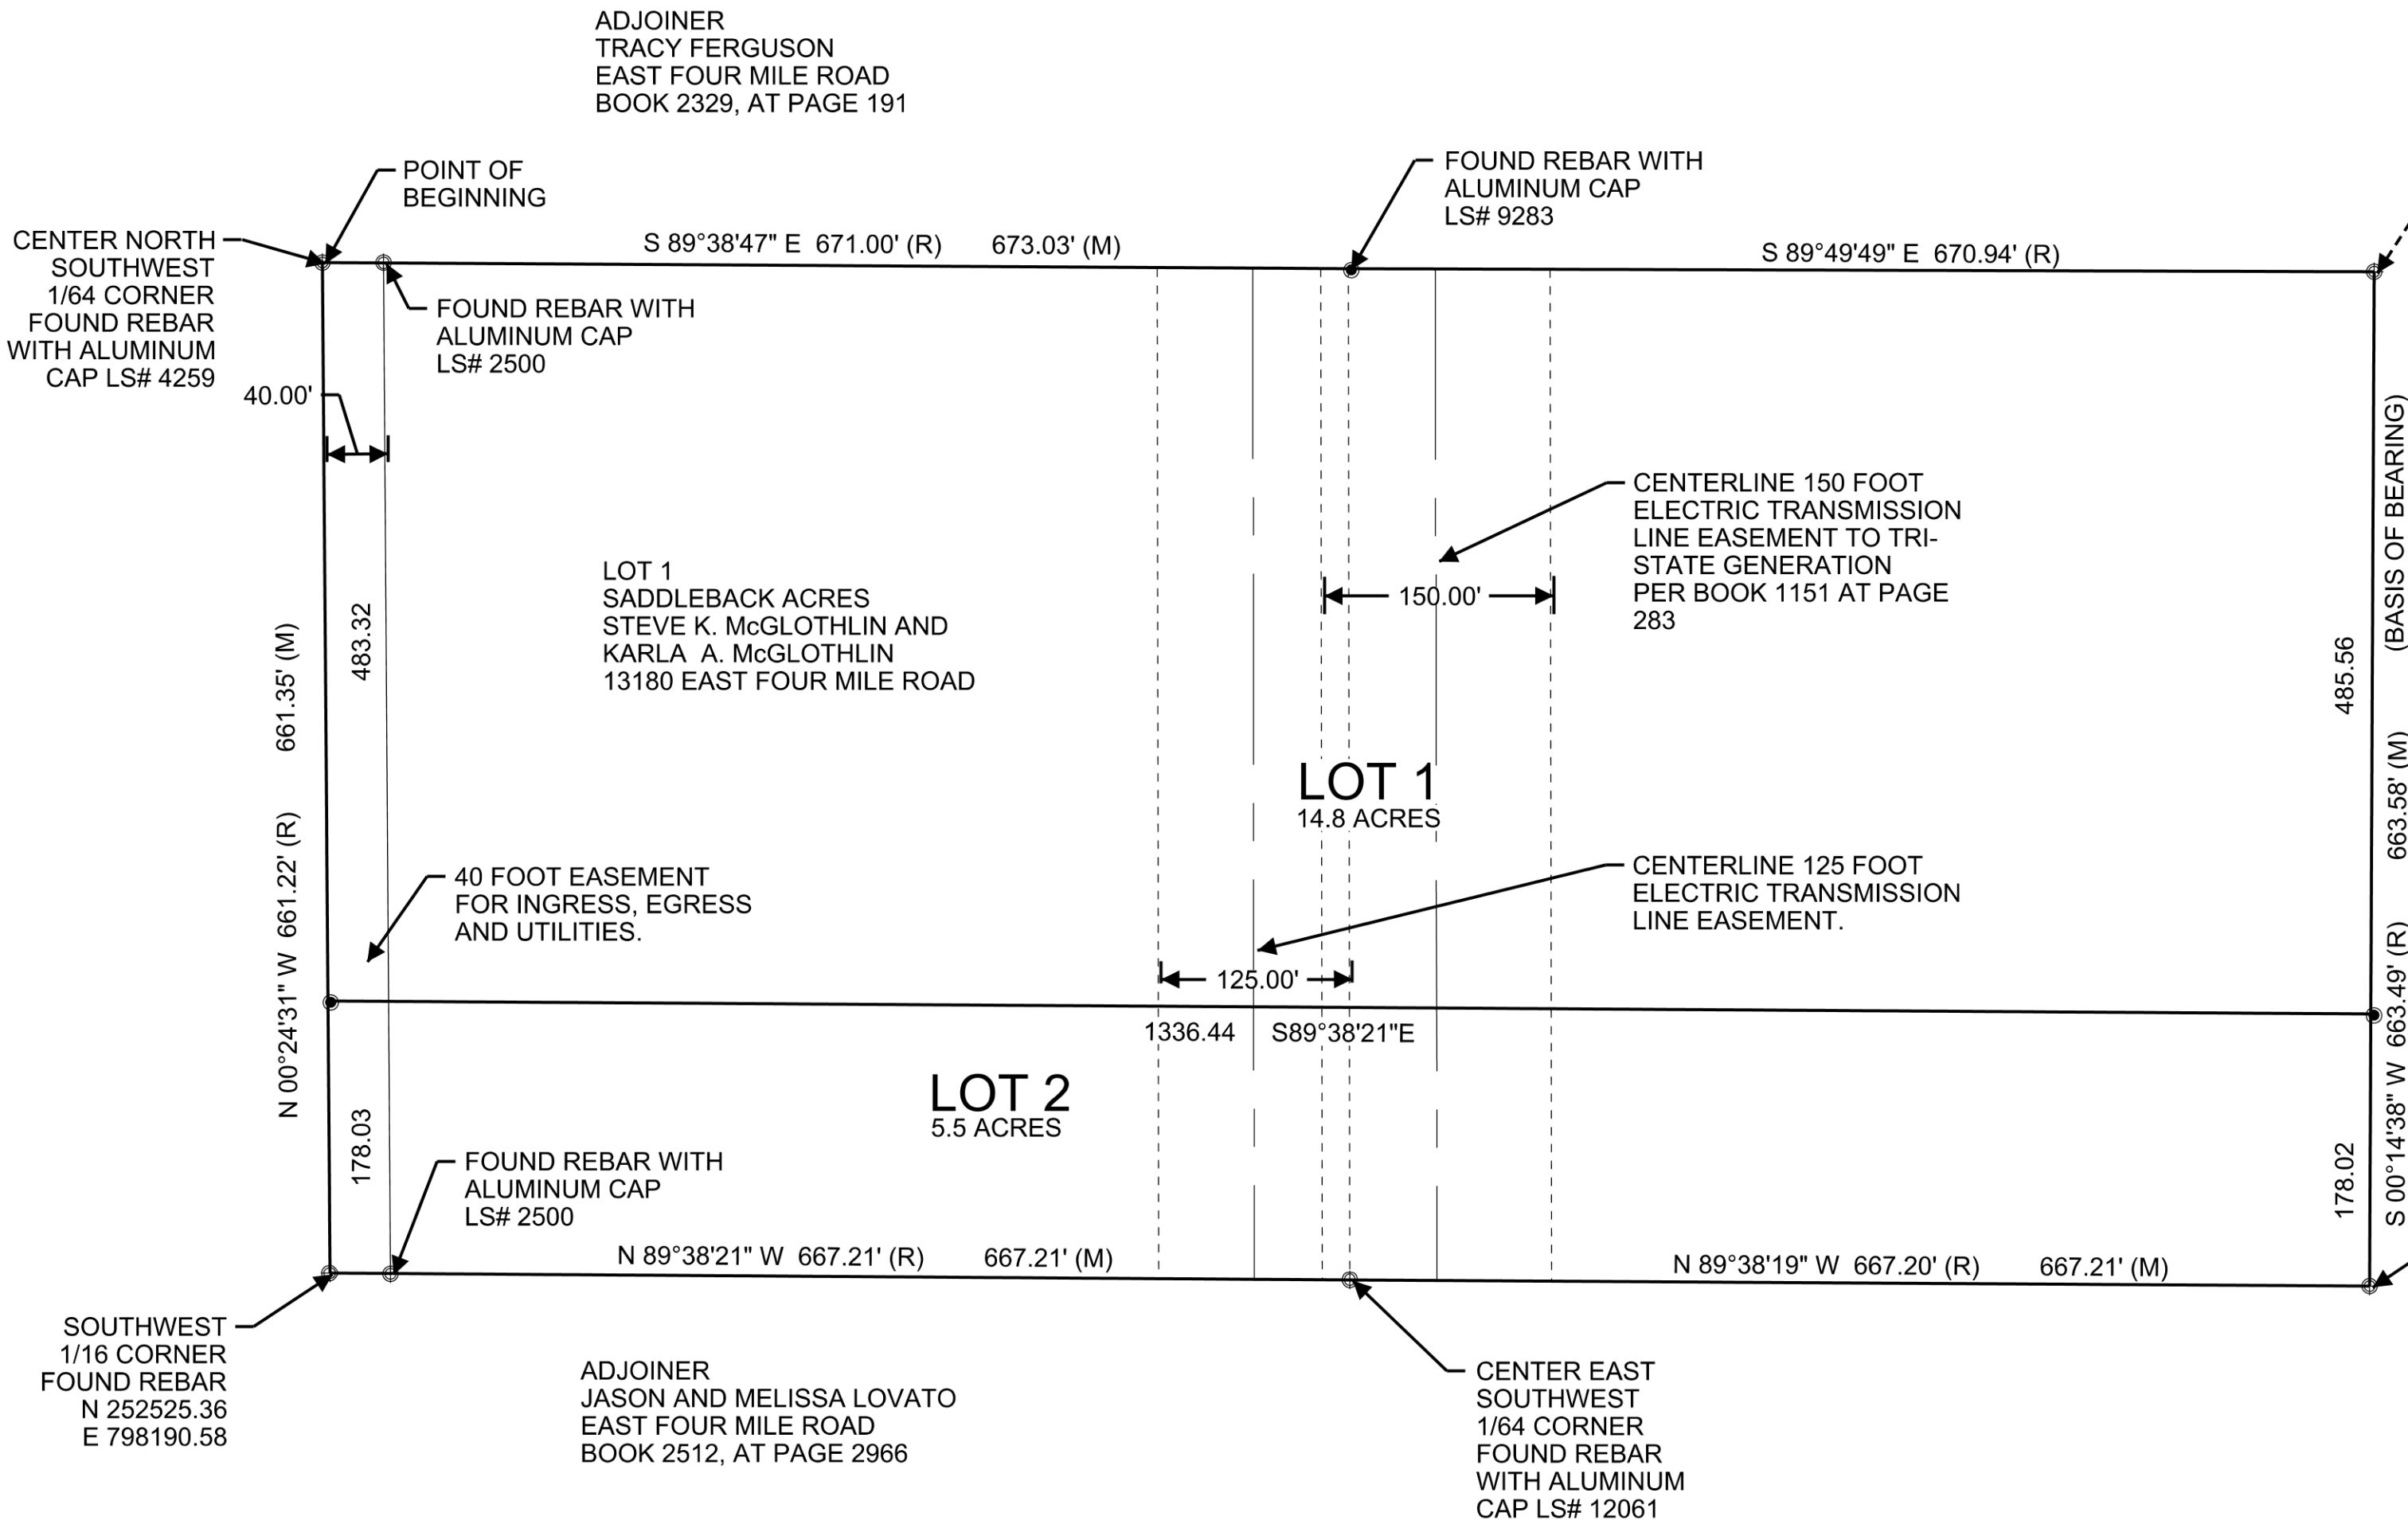 ADJOINER
TRACY FERGUSON
EAST FOUR MILE ROAD
BOOK 2329, AT PAGE 191
POINT OF
BEGINNING
FOUND REBAR WITH
ALUMINUM CAP
LS# 9283
CENTER NORTH
SOUTHWEST
1/64 CORNER
FOUND REBAR
WITH ALUMINUM
CAP LS# 4259
S 89°38'47" E 671.00' (R) 673.03' (M)
S 89°49'49" E 670.94' (R)
FOUND REBAR WITH
ALUMINUM CAP
LS# 2500
40.00'
CENTERLINE 150 FOOT
ELECTRIC TRANSMISSION
LINE EASEMENT TO TRI-
STATE GENERATION
PER BOOK 1151 AT PAGE
283
150.00'
LOT 1
SADDLEBACK ACRES
STEVE K. McGLOTHLIN AND
KARLA A. McGLOTHLIN
13180 EAST FOUR MILE ROAD
N 00°24'31" W 661.22' (R) 661.35' (M)
483.32
485.56
S 00°14'38" W 663.49' (R) 663.58' (M) (BASIS OF BEARING)
LOT 1
14.8 ACRES
40 FOOT EASEMENT
FOR INGRESS, EGRESS
AND UTILITIES.
CENTERLINE 125 FOOT
ELECTRIC TRANSMISSION
LINE EASEMENT.
125.00'
1336.44 S89°38'21"E
LOT 2
5.5 ACRES
178.03
178.02
FOUND REBAR WITH
ALUMINUM CAP
LS# 2500
N 89°38'21" W 667.21' (R) 667.21' (M)
N 89°38'19" W 667.20' (R) 667.21' (M)
SOUTHWEST
1/16 CORNER
FOUND REBAR
N 252525.36
E 798190.58
ADJOINER
JASON AND MELISSA LOVATO
EAST FOUR MILE ROAD
BOOK 2512, AT PAGE 2966
CENTER EAST
SOUTHWEST
1/64 CORNER
FOUND REBAR
WITH ALUMINUM
CAP LS# 12061